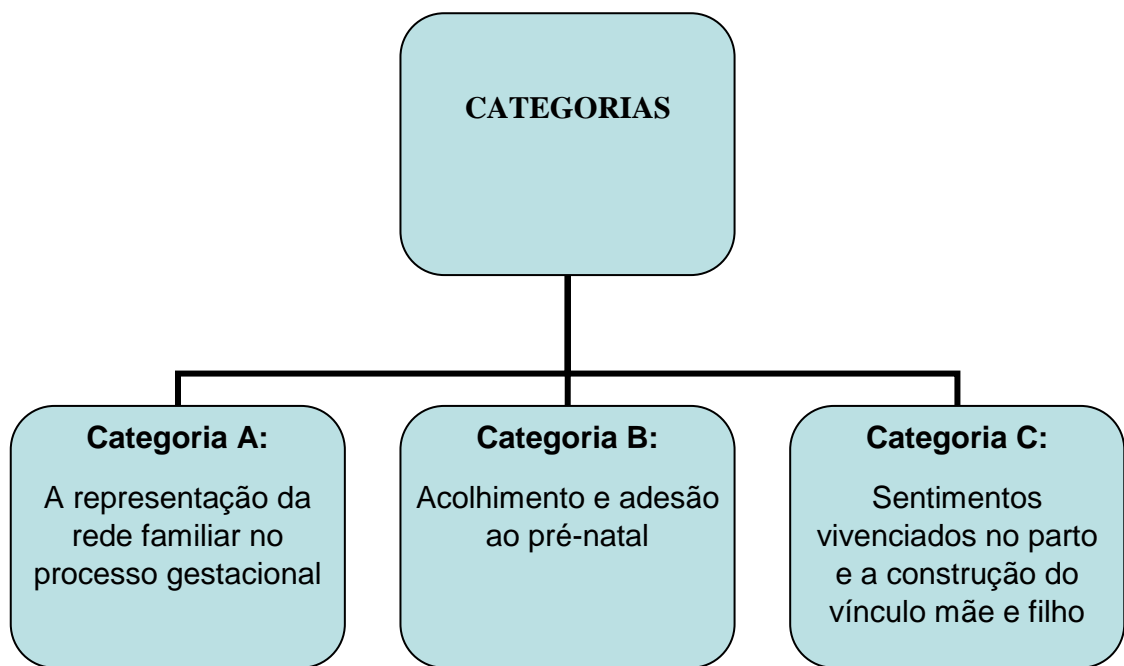 CATEGORIAS
Categoria A:
A representação da
rede familiar no
processo gestacional
Categoria B:
Acolhimento e adesão
ao pré-natal
Categoria C:
Sentimentos
vivenciados no parto
e a construção do
vínculo mãe e filho